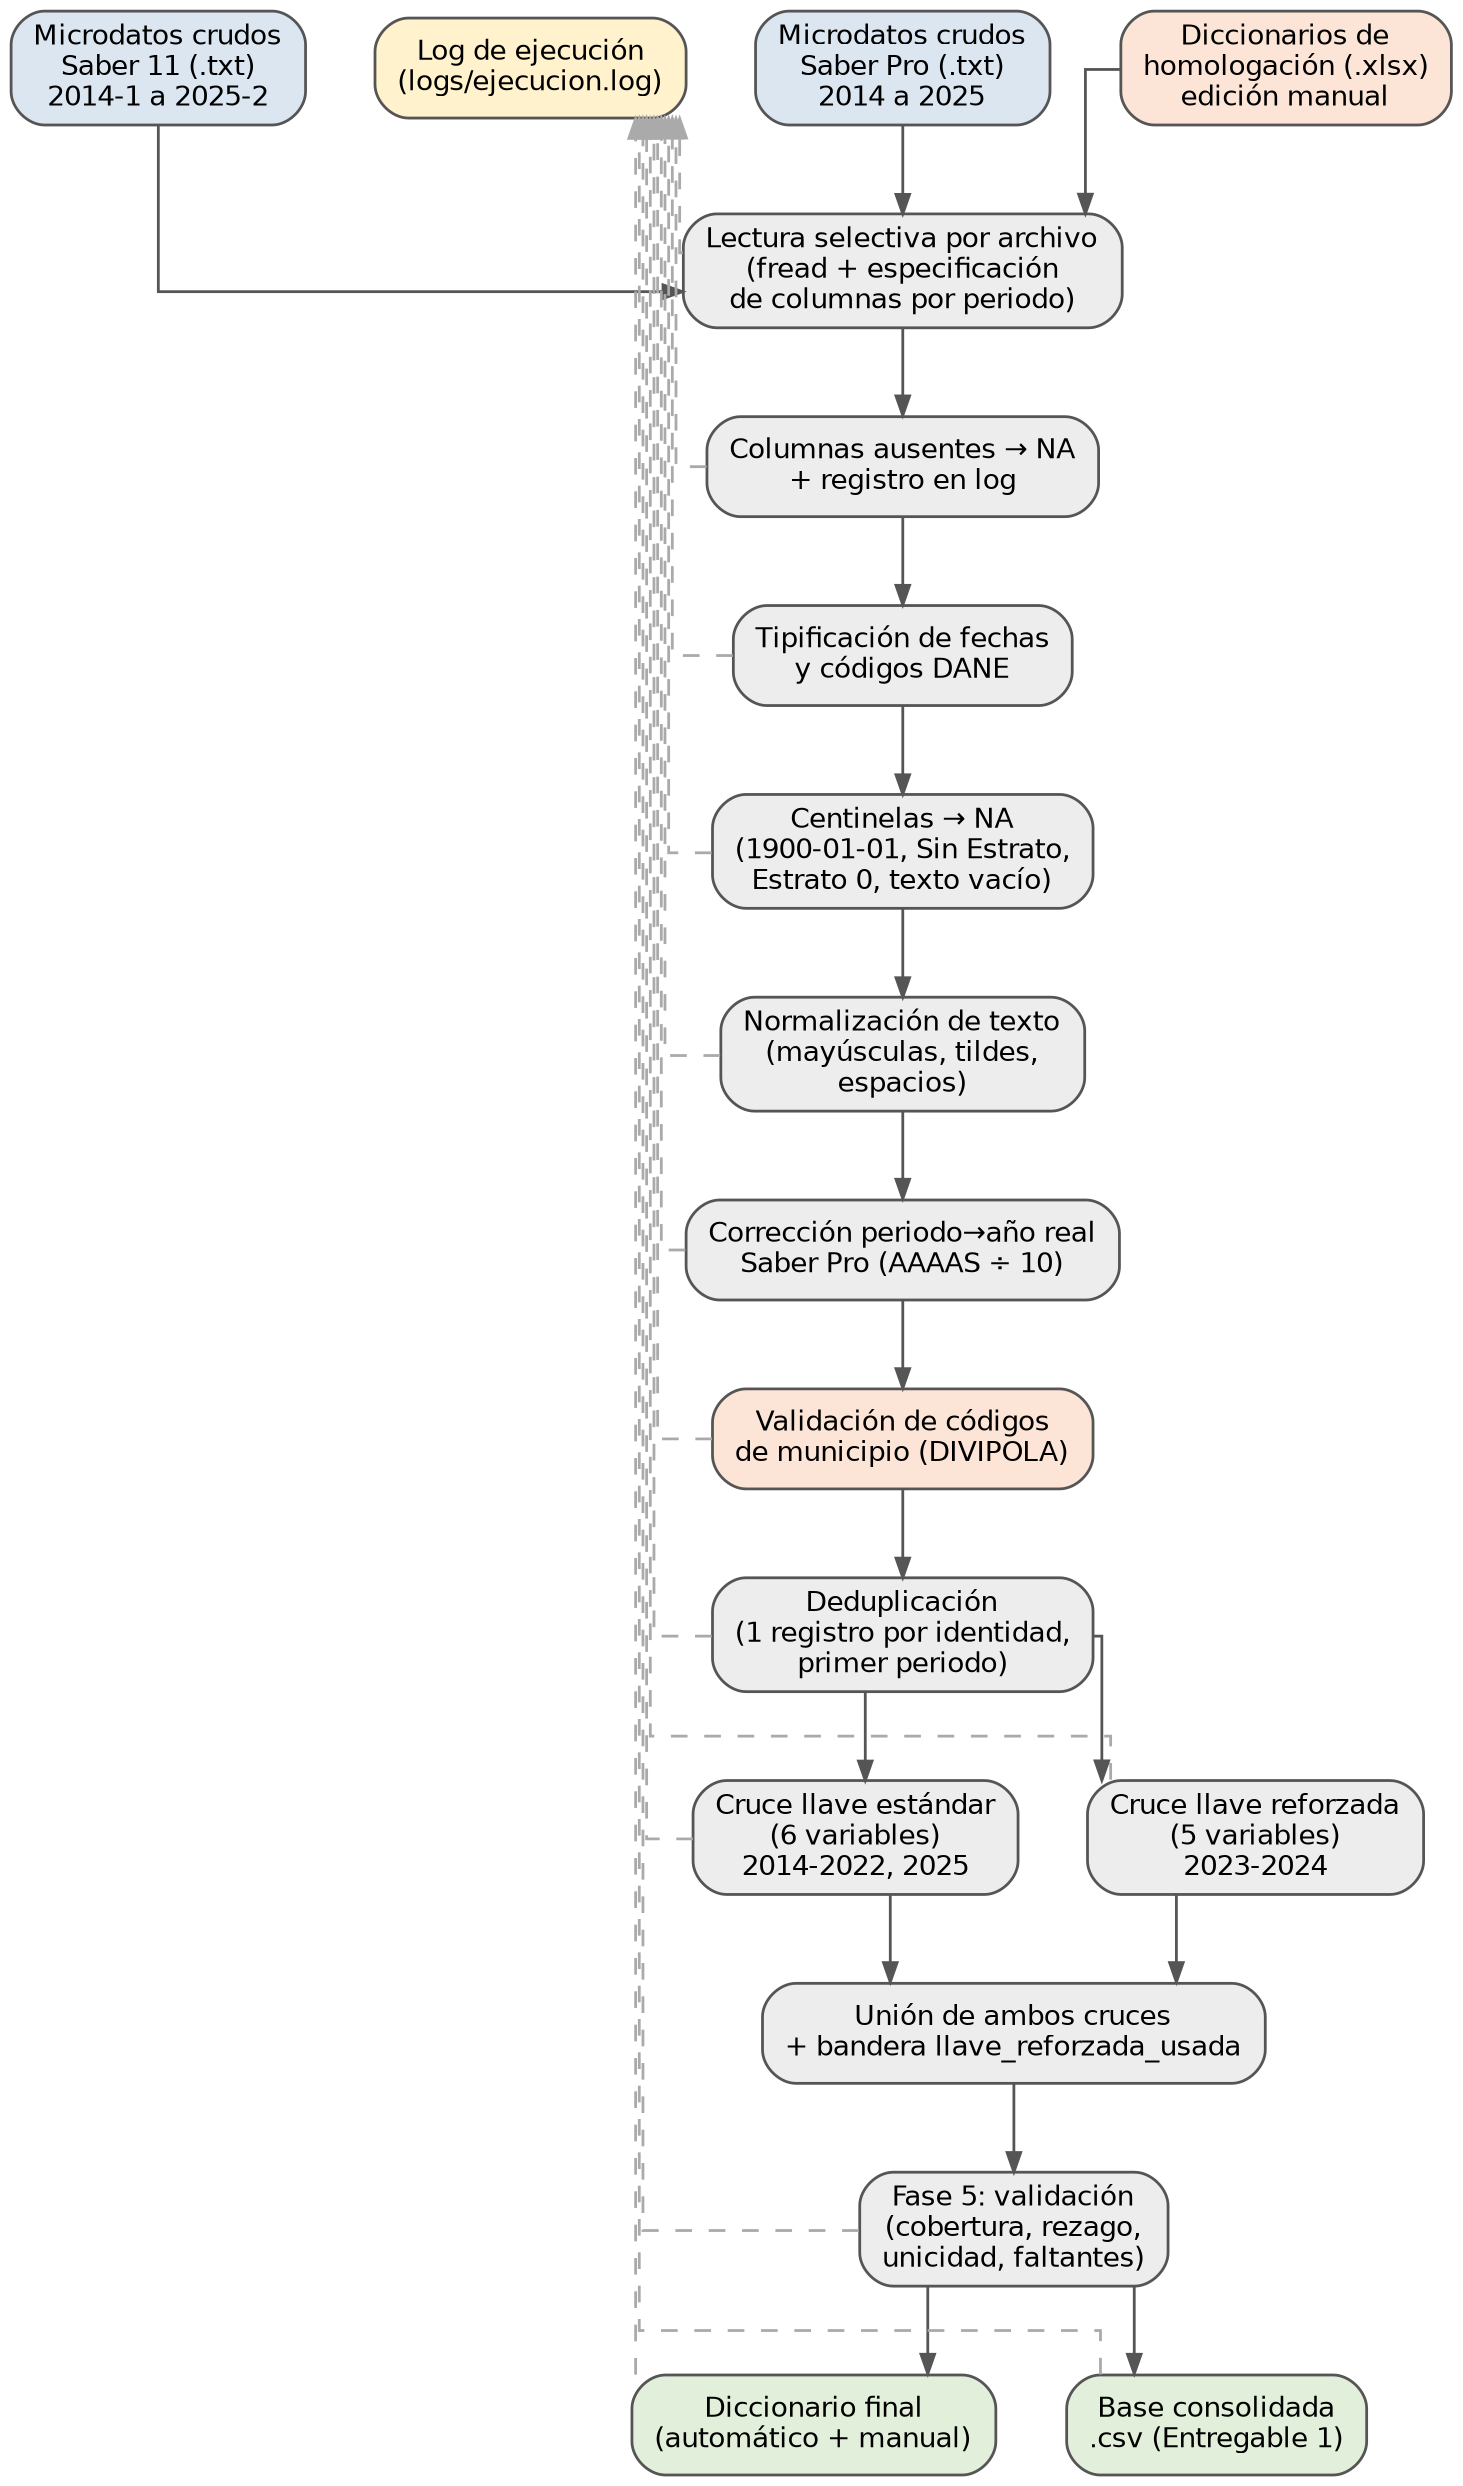 Microdatos crudos
Saber 11 (.txt)
2014-1 a 2025-2
Log de ejecución
(logs/ejecucion.log)
Microdatos crudos
Saber Pro (.txt)
2014 a 2025
Diccionarios de
homologación (.xlsx)
edición manual
Lectura selectiva por archivo
(fread + especificación
de columnas por periodo)
Columnas ausentes → NA
+ registro en log
Tipificación de fechas
y códigos DANE
Centinelas → NA
(1900-01-01, Sin Estrato,
Estrato 0, texto vacío)
Normalización de texto
(mayúsculas, tildes,
espacios)
Corrección periodo→año real
Saber Pro (AAAAS ÷ 10)
Validación de códigos
de municipio (DIVIPOLA)
Deduplicación
(1 registro por identidad,
primer periodo)
Cruce llave estándar
(6 variables)
2014-2022, 2025
Cruce llave reforzada
(5 variables)
2023-2024
Unión de ambos cruces
+ bandera llave_reforzada_usada
Fase 5: validación
(cobertura, rezago,
unicidad, faltantes)
Diccionario final
(automático + manual)
Base consolidada
.csv (Entregable 1)